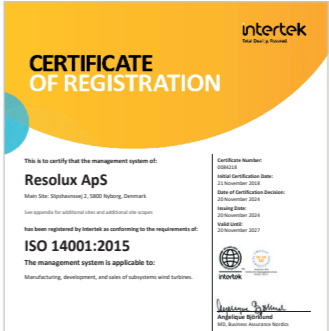 intertek
Total Quality. Assured.
CERTIFICATE
OF REGISTRATION
This is to certify that the management system of:
Resolux ApS
Main Site: Slipshavnsvej 2, 5800 Nyborg, Denmark
See appendix for additional sites and additional site scopes
has been registered by Intertek as conforming to the requirements of:
ISO 14001:2015
The management system is applicable to:
Manufacturing, development, and sales of subsystems wind turbines.
Certificate Number:
0084218
Initial Certification Date:
21 November 2018
Date of Certification Decision:
20 November 2024
Issuing Date:
20 November 2024
Valid Until:
20 November 2027
intertek
Angelique Björklund
MD, Business Assurance Nordics